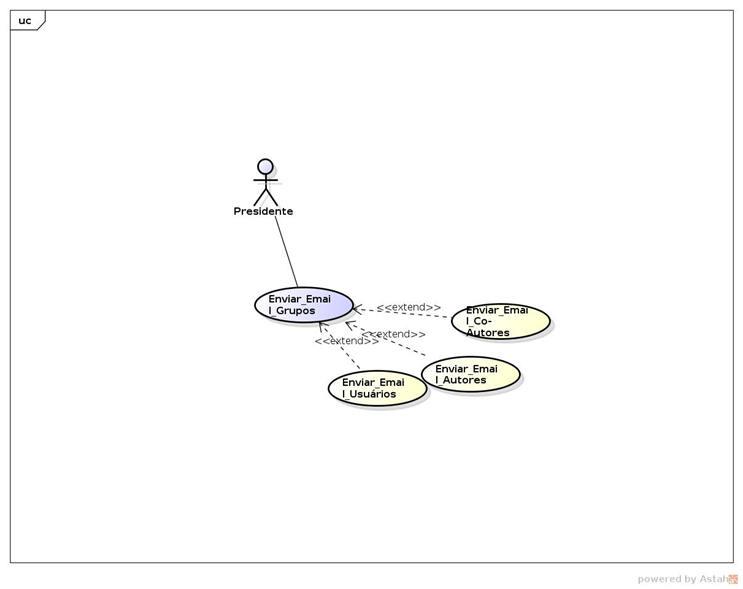 uc
Presidente
Enviar_Emai
l_Grupos
<<extend>>
Enviar_Emai
l_Co-
Autores
<<extend>>
<<extend>>
Enviar_Emai
l_Autores
Enviar_Emai
l_Usuários
powered by Astah